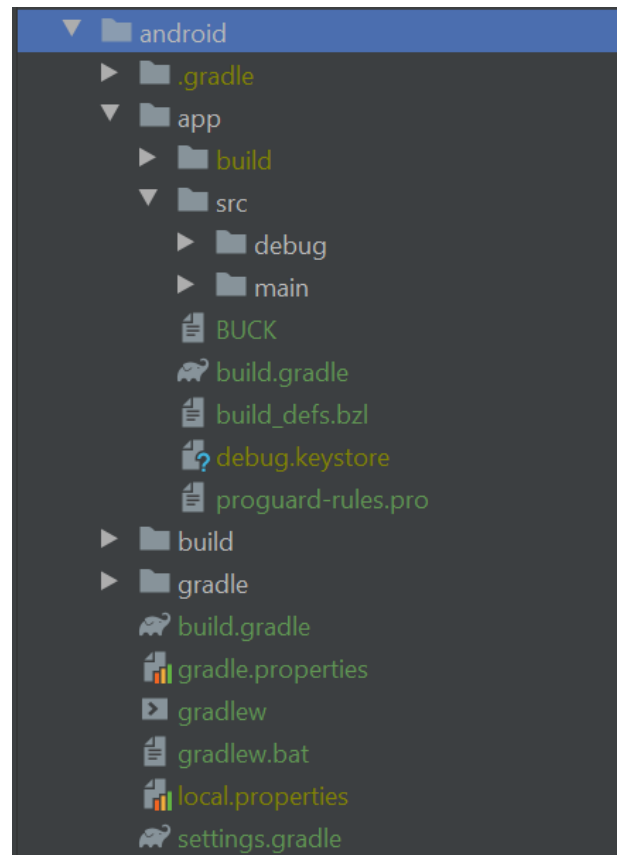 android
.gradle
app
build
src
debug
main
BUCK
build.gradle
build_defs.bzl
debug.keystore
proguard-rules.pro
build
gradle
build.gradle
gradle.properties
gradlew
gradlew.bat
local.properties
settings.gradle